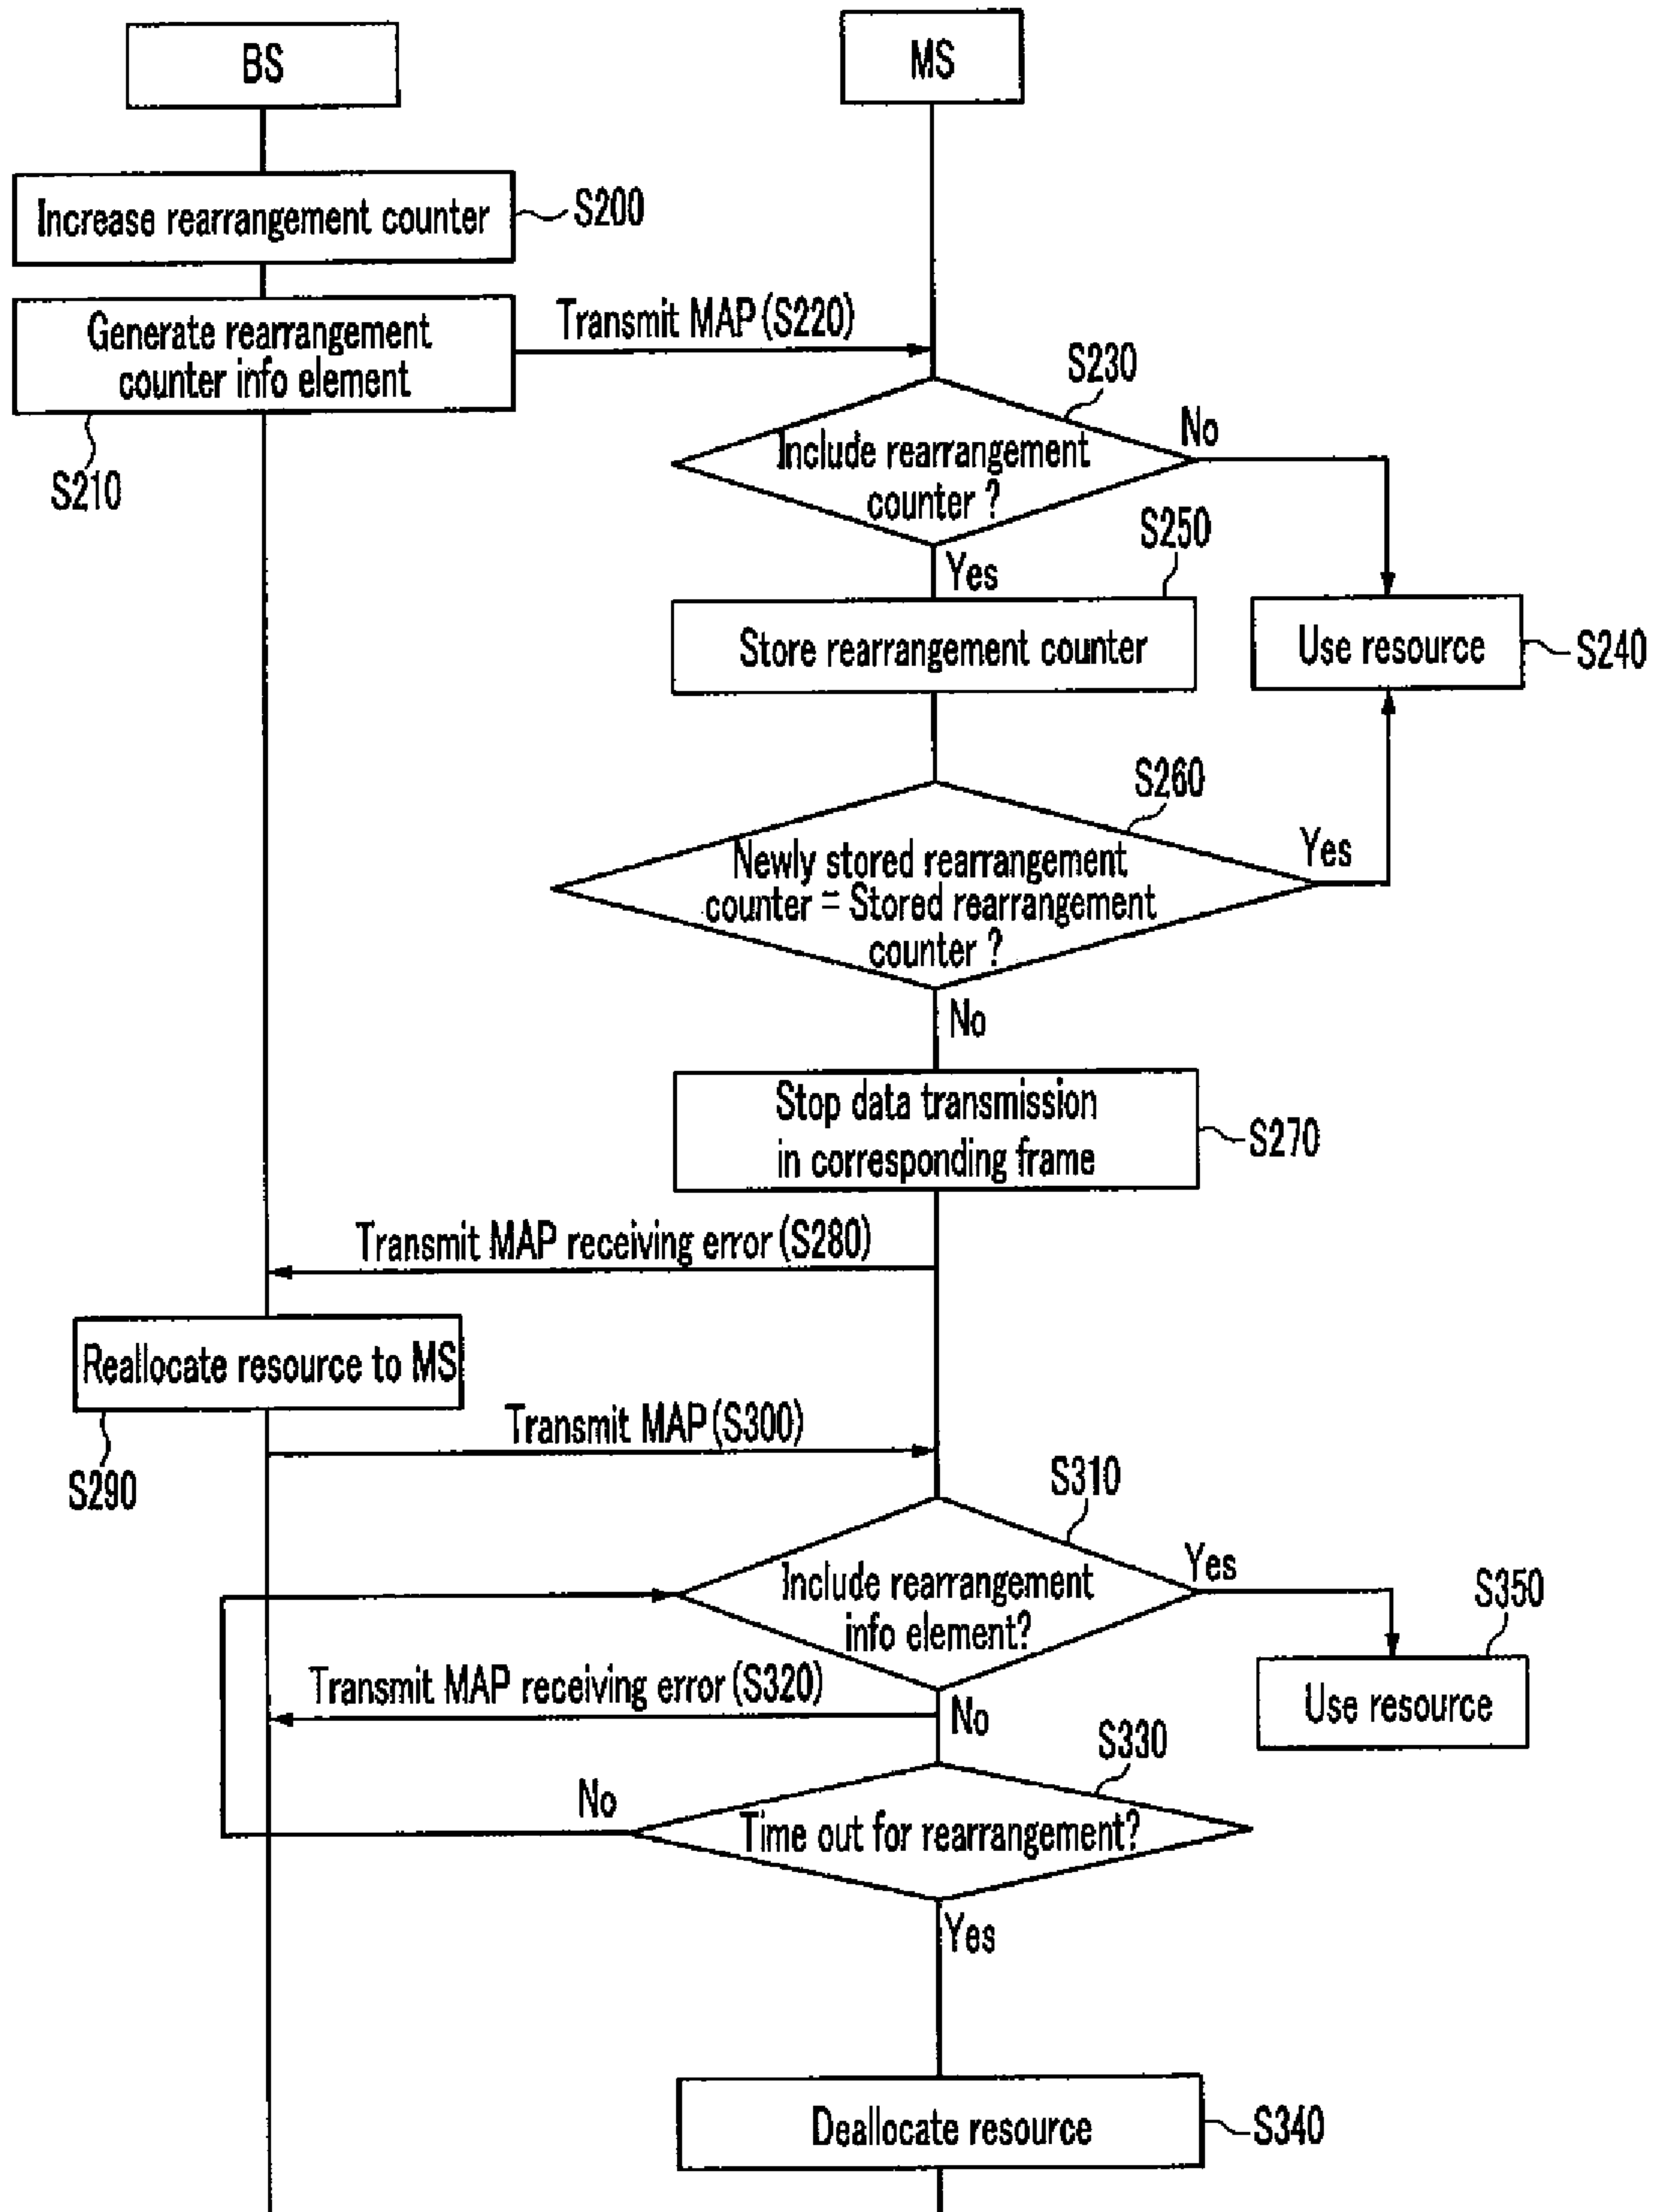 BS
MS
Increase rearrangement counter
S200
Generate rearrangement
counter info element
S210
Transmit MAP (S220)
S230
Include rearrangement
counter ?
No
Yes
S250
Store rearrangement counter
Use resource
S240
S260
Newly stored rearrangement
counter = Stored rearrangement
counter ?
Yes
No
Stop data transmission
in corresponding frame
S270
Transmit MAP receiving error (S280)
Reallocate resource to MS
S290
Transmit MAP (S300)
S310
Include rearrangement
info element?
Yes
S350
Use resource
Transmit MAP receiving error (S320)
No
S330
Time out for rearrangement?
No
Yes
Deallocate resource
S340